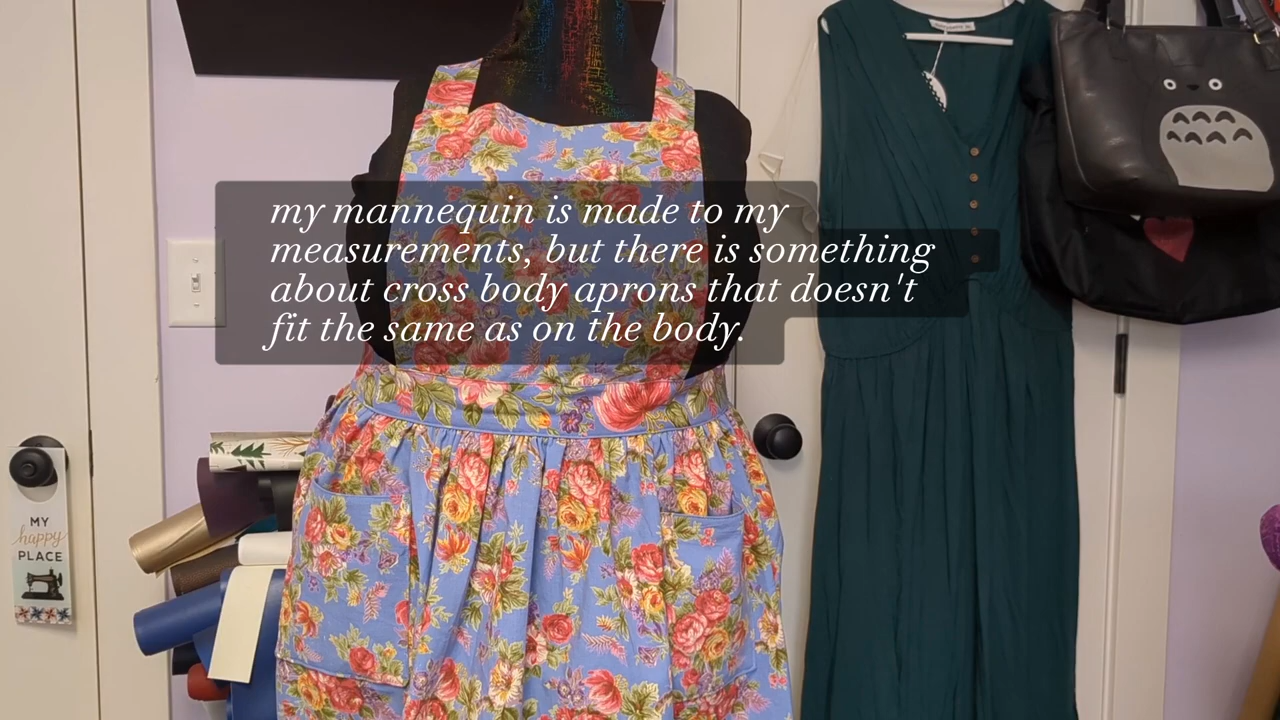 my mannequin is made to my
measurements, but there is something
about cross body aprons that doesn't
fit the same as on the body.
MY
happy
PLACE